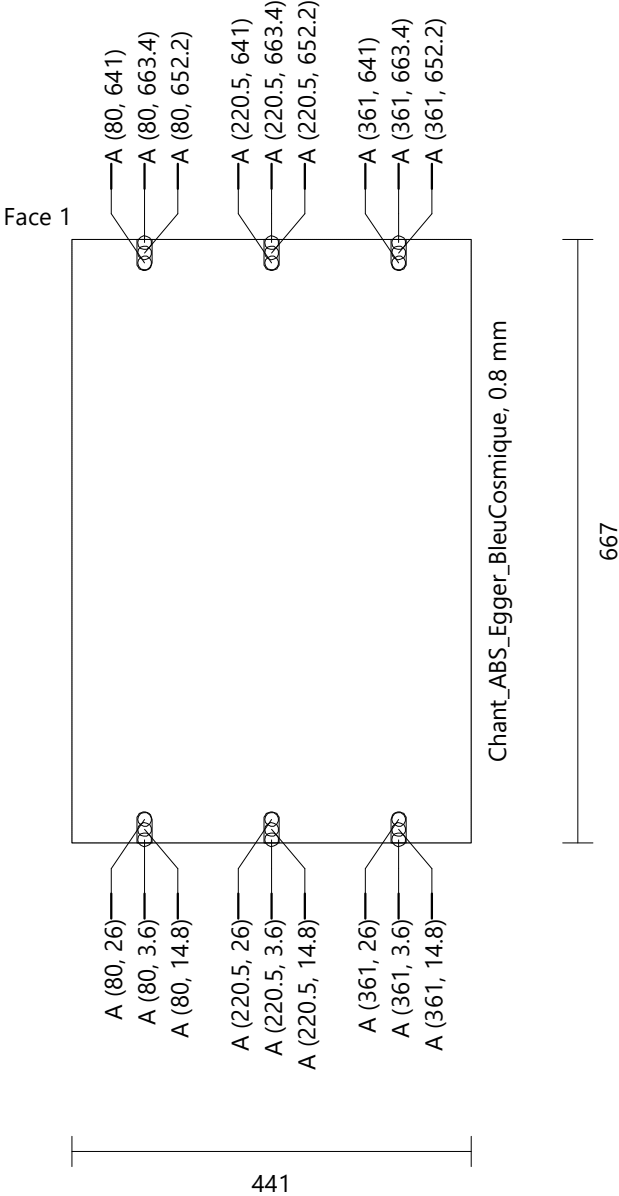 A (80, 641)
A (80, 663.4)
A (80, 652.2)
A (220.5, 641)
A (220.5, 663.4)
A (220.5, 652.2)
A (361, 641)
A (361, 663.4)
A (361, 652.2)
Face 1
Chant_ABS_Egger_BleuCosmique, 0.8 mm
667
A (80, 26)
A (80, 3.6)
A (80, 14.8)
A (220.5, 26)
A (220.5, 3.6)
A (220.5, 14.8)
A (361, 26)
A (361, 3.6)
A (361, 14.8)
441